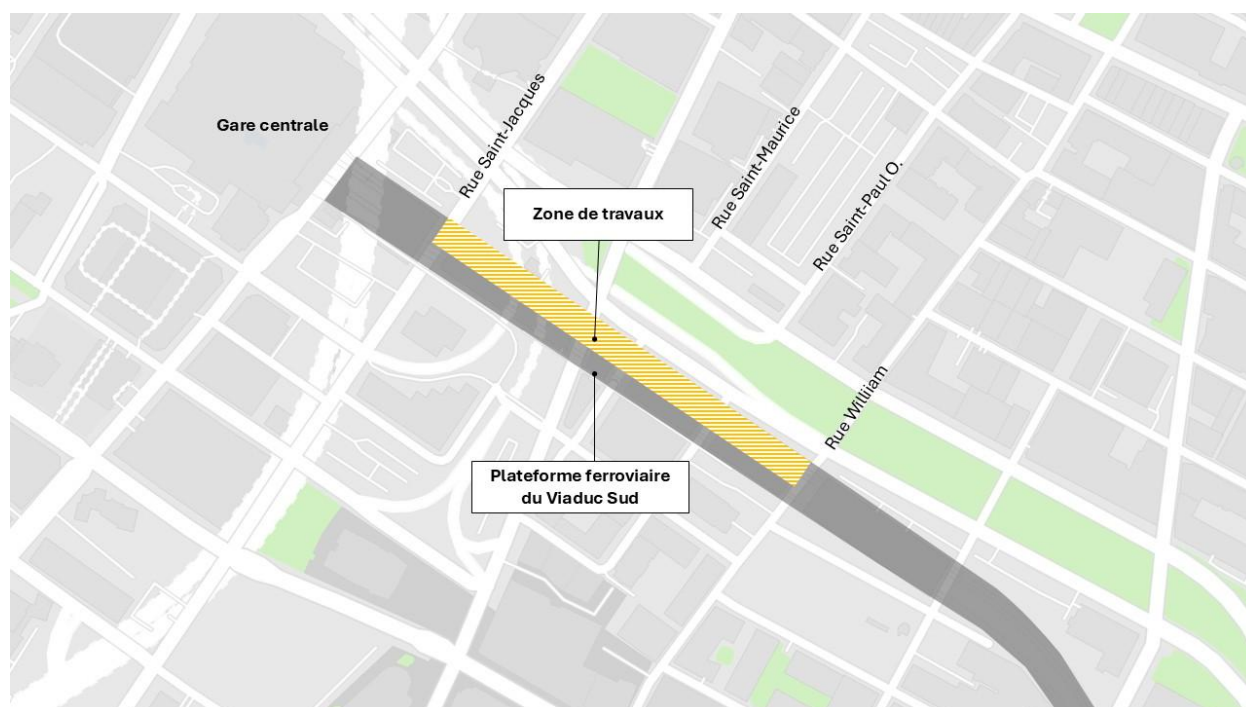 Gare centrale
Rue Saint-Jacques
Zone de travaux
Rue Saint-Maurice
Rue Saint-Paul O.
Rue Williiam
Plateforme ferroviaire
du Viaduc Sud